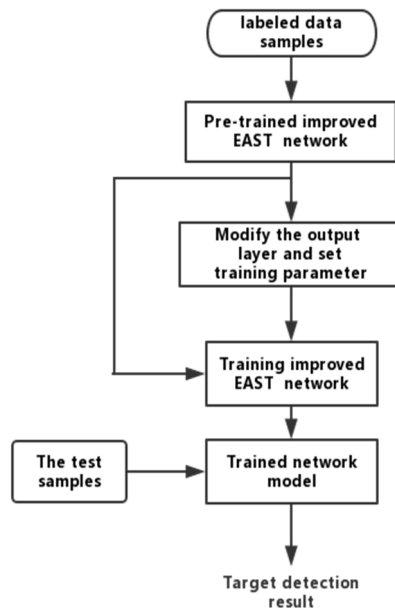 labeled data
samples
Pre-trained improved
EAST network
Modify the output
layer and set
training parameter
Training improved
EAST network
The test
samples
Trained network
model
Target detection
result